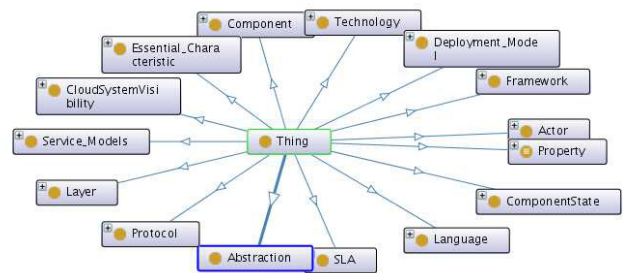 Component
Technology
Essential_Chara
cteristic
Deployment_Mode
l
CloudSystemVisi
bility
Framework
Service_Models
Thing
Actor
Property
Layer
ComponentState
Protocol
Language
Abstraction
SLA